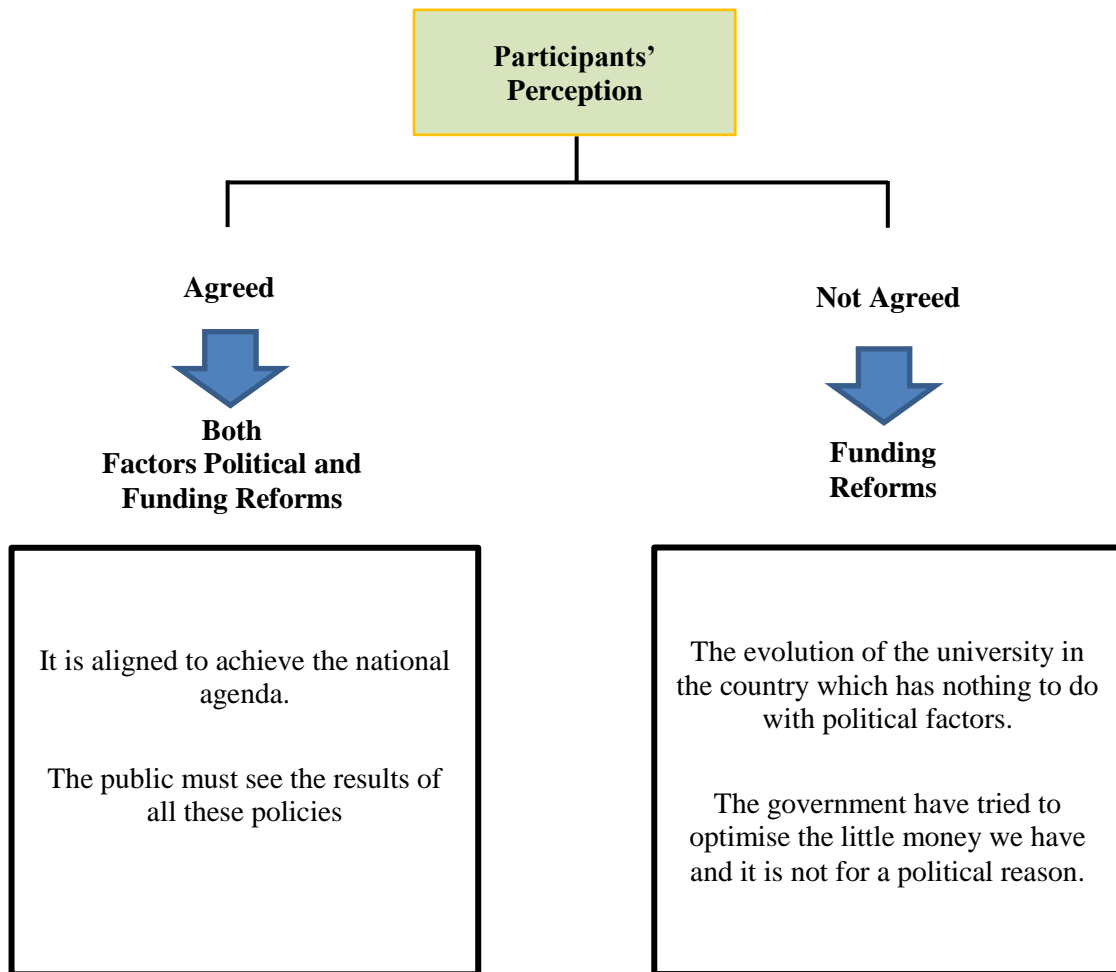 Participants’
Perception
Agreed
Both
Factors Political and
Funding Reforms
It is aligned to achieve the national
agenda.
The public must see the results of
all these policies
Not Agreed
Funding
Reforms
The evolution of the university in
the country which has nothing to do
with political factors.
The government have tried to
optimise the little money we have
and it is not for a political reason.